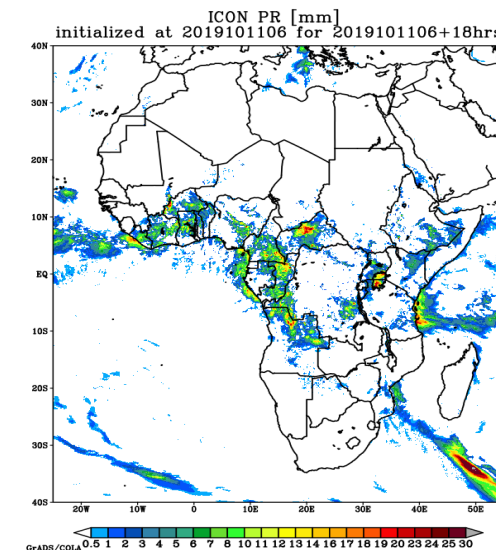 ICON PR [mm]
initialized at 2019101106 for 2019101106+18hrs
40N
30N
20N
10N
EQ
10S
20S
30S
40S
20W 10W 0 10E 20E 30E 40E 50E
0.5 1 2 3 4 5 6 7 8 10 11 12 13 14 16 17 18 19 20 22 23 24 25 30
GrADS/COLA